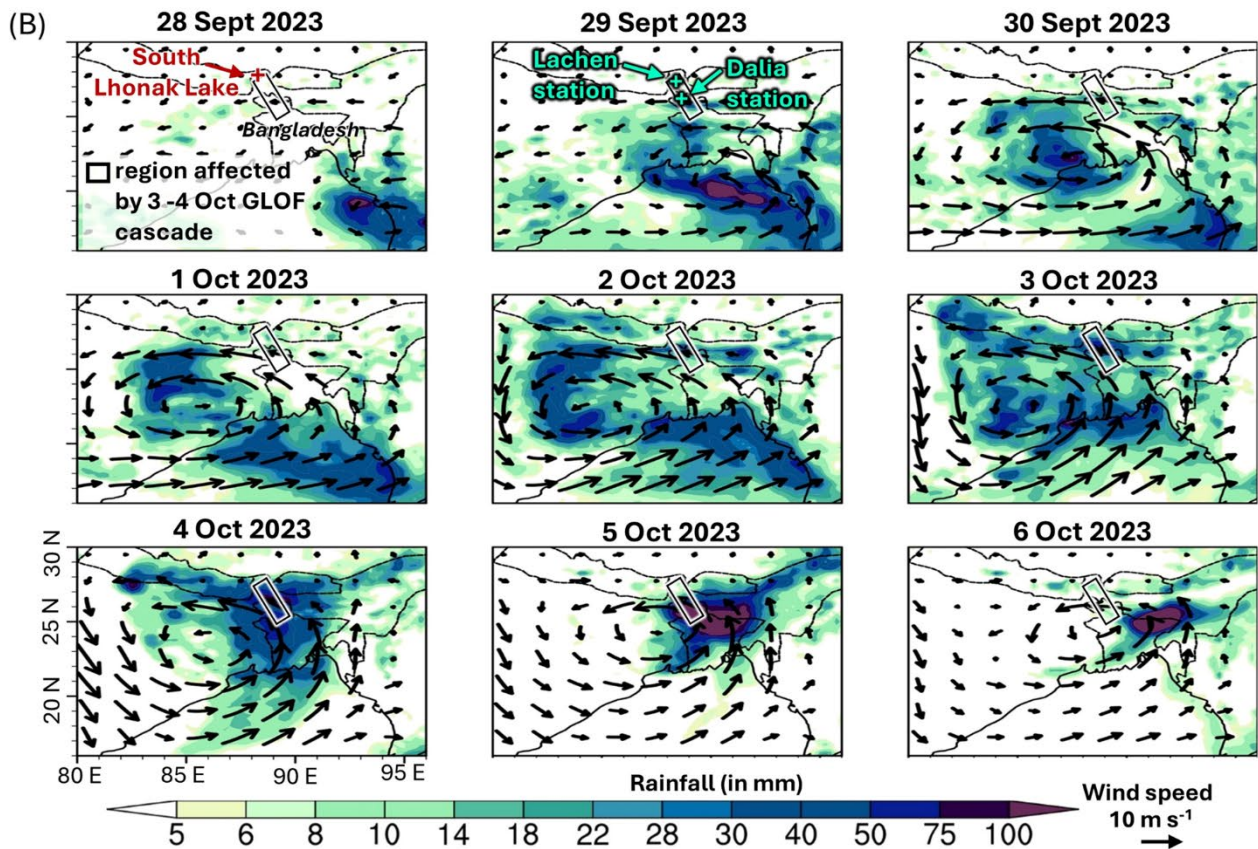 (B)
28 Sept 2023
29 Sept 2023
30 Sept 2023
South
Lhonak Lake
Bangladesh
region affected
by 3 -4 Oct GLOF
cascade
Lachen
station
Dalia
station
1 Oct 2023
2 Oct 2023
3 Oct 2023
4 Oct 2023
5 Oct 2023
6 Oct 2023
30 N
25 N
20 N
80 E
85 E
90 E
95 E
Rainfall (in mm)
5 6 8 10 14 18 22 28 30 40 50 75 100
Wind speed
10 m s⁻¹